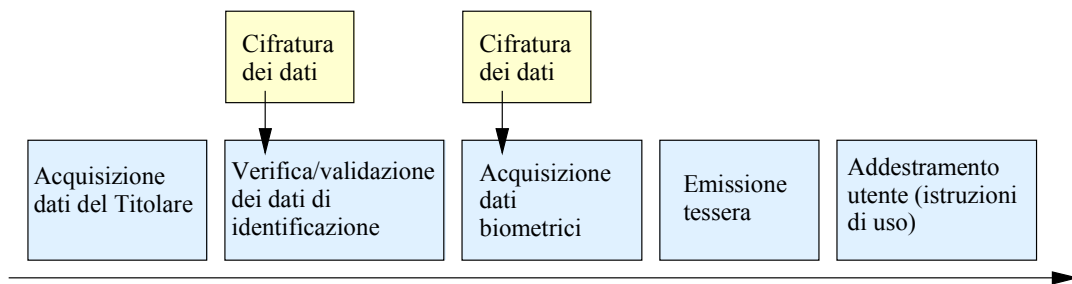 Cifratura
dei dati
Cifratura
dei dati
Acquisizione
dati del Titolare
Verifica/validazione
dei dati di
identificazione
Acquisizione
dati
biometrici
Emissione
tessera
Addestramento
utente (istruzioni
di uso)